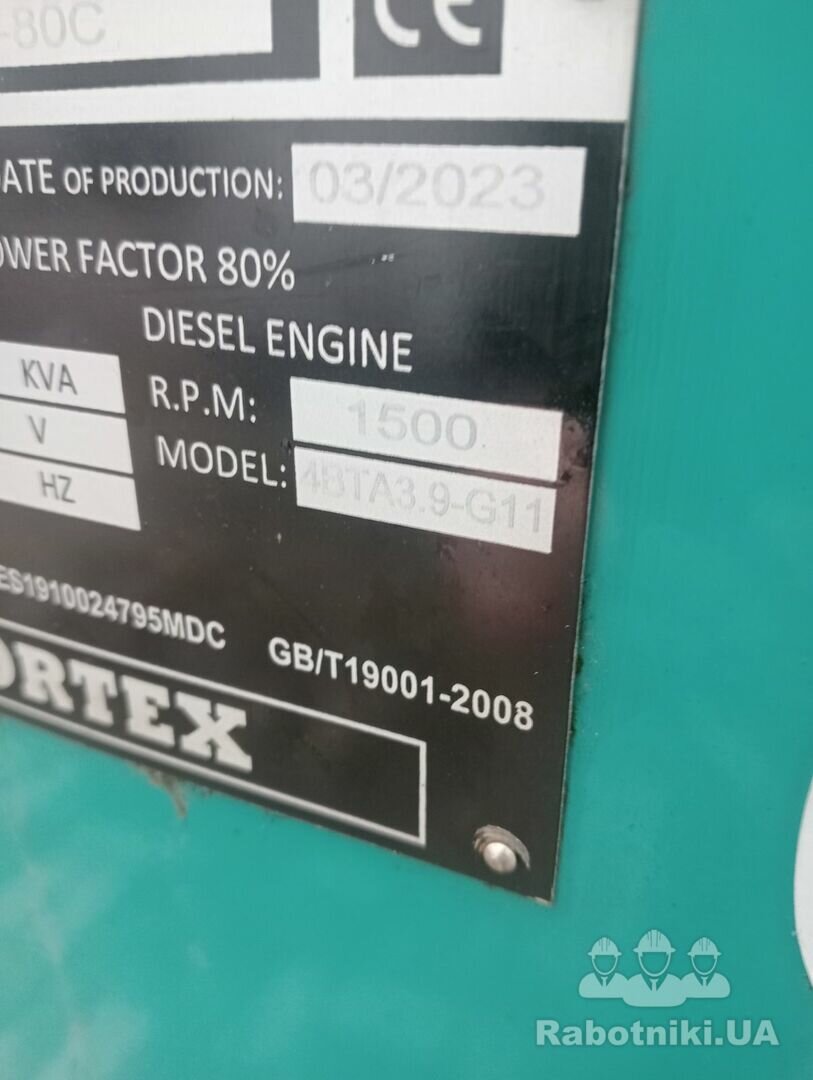 -80C
CE
ATE OF PRODUCTION: 03/2023
OWER FACTOR 80%
DIESEL ENGINE
KVA
R.P.M: 1500
V
MODEL: 4BTA3.9-G11
HZ
ES1910024795MDC GB/T19001-2008
ORTEX
Rabotniki.UA